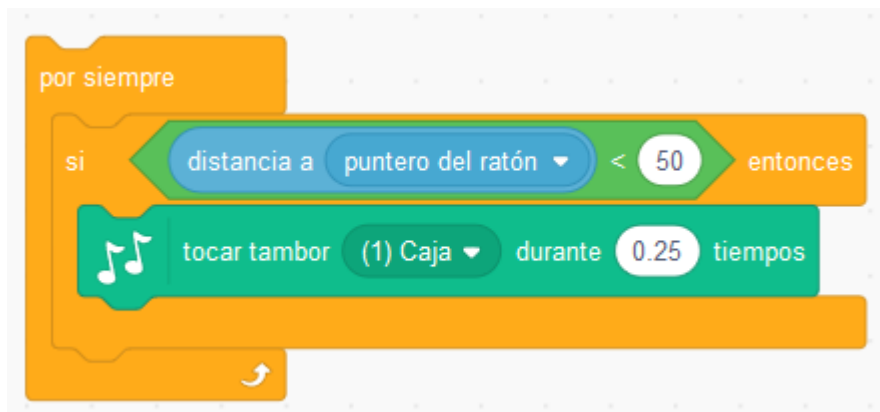 por siempre
si distancia a puntero del ratón < 50 entonces
tocar tambor (1) Caja durante 0.25 tiempos